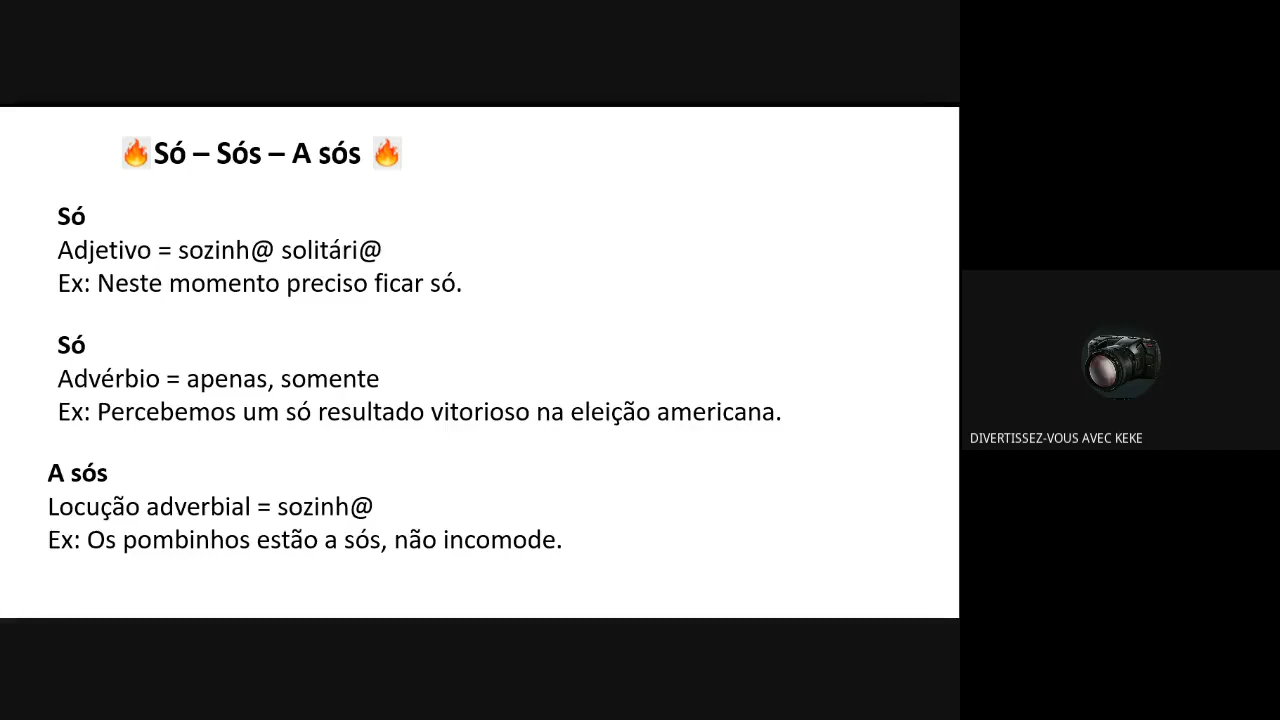 🔥Só – Sós – A sós 🔥
Só
Adjetivo = sozinh@ solitári@
Ex: Neste momento preciso ficar só.
Só
Advérbio = apenas, somente
Ex: Percebemos um só resultado vitorioso na eleição americana.
A sós
Locução adverbial = sozinh@
Ex: Os pombinhos estão a sós, não incomode.
DIVERTISSEZ-VOUS AVEC KEKE